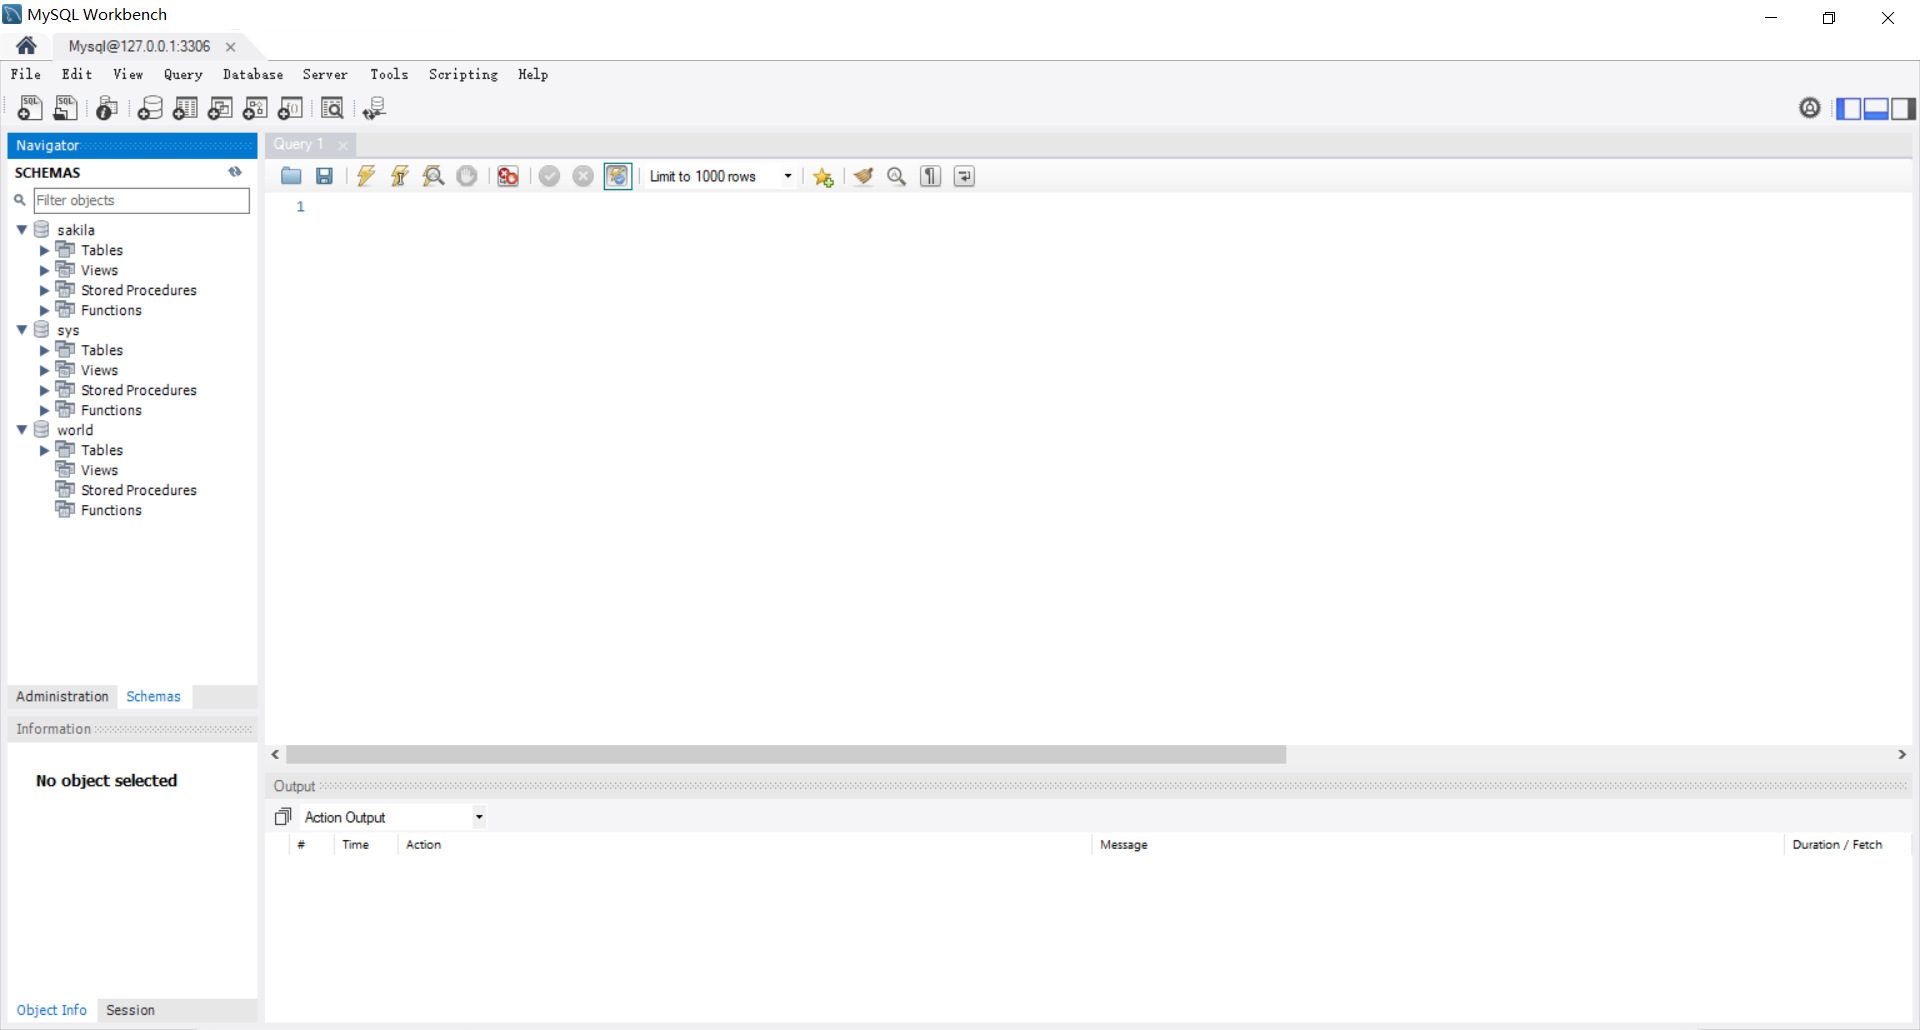 MySQL Workbench
Mysql@127.0.0.1:3306
File Edit View Query Database Server Tools Scripting Help
Navigator
Query 1
SCHEMAS
Limit to 1000 rows
Filter objects
1
sakila
Tables
Views
Stored Procedures
Functions
sys
Tables
Views
Stored Procedures
Functions
world
Tables
Views
Stored Procedures
Functions
Administration Schemas
Information
No object selected
Object Info Session
Output
Action Output
# Time Action Message Duration / Fetch